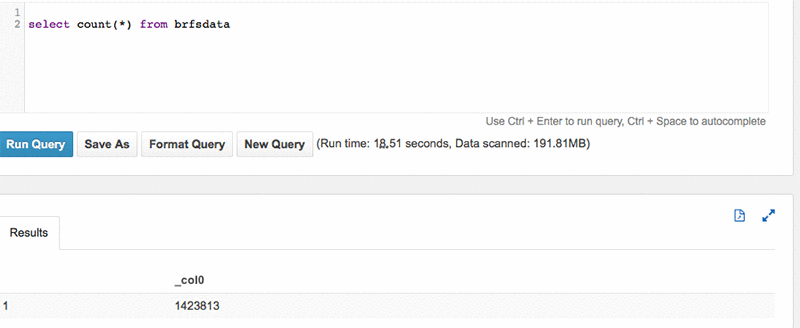 1
2 select count(*) from brfsdata
Use Ctrl + Enter to run query, Ctrl + Space to autocomplete
Run Query Save As Format Query New Query (Run time: 18.51 seconds, Data scanned: 191.81MB)
Results
_col0
1 1423813